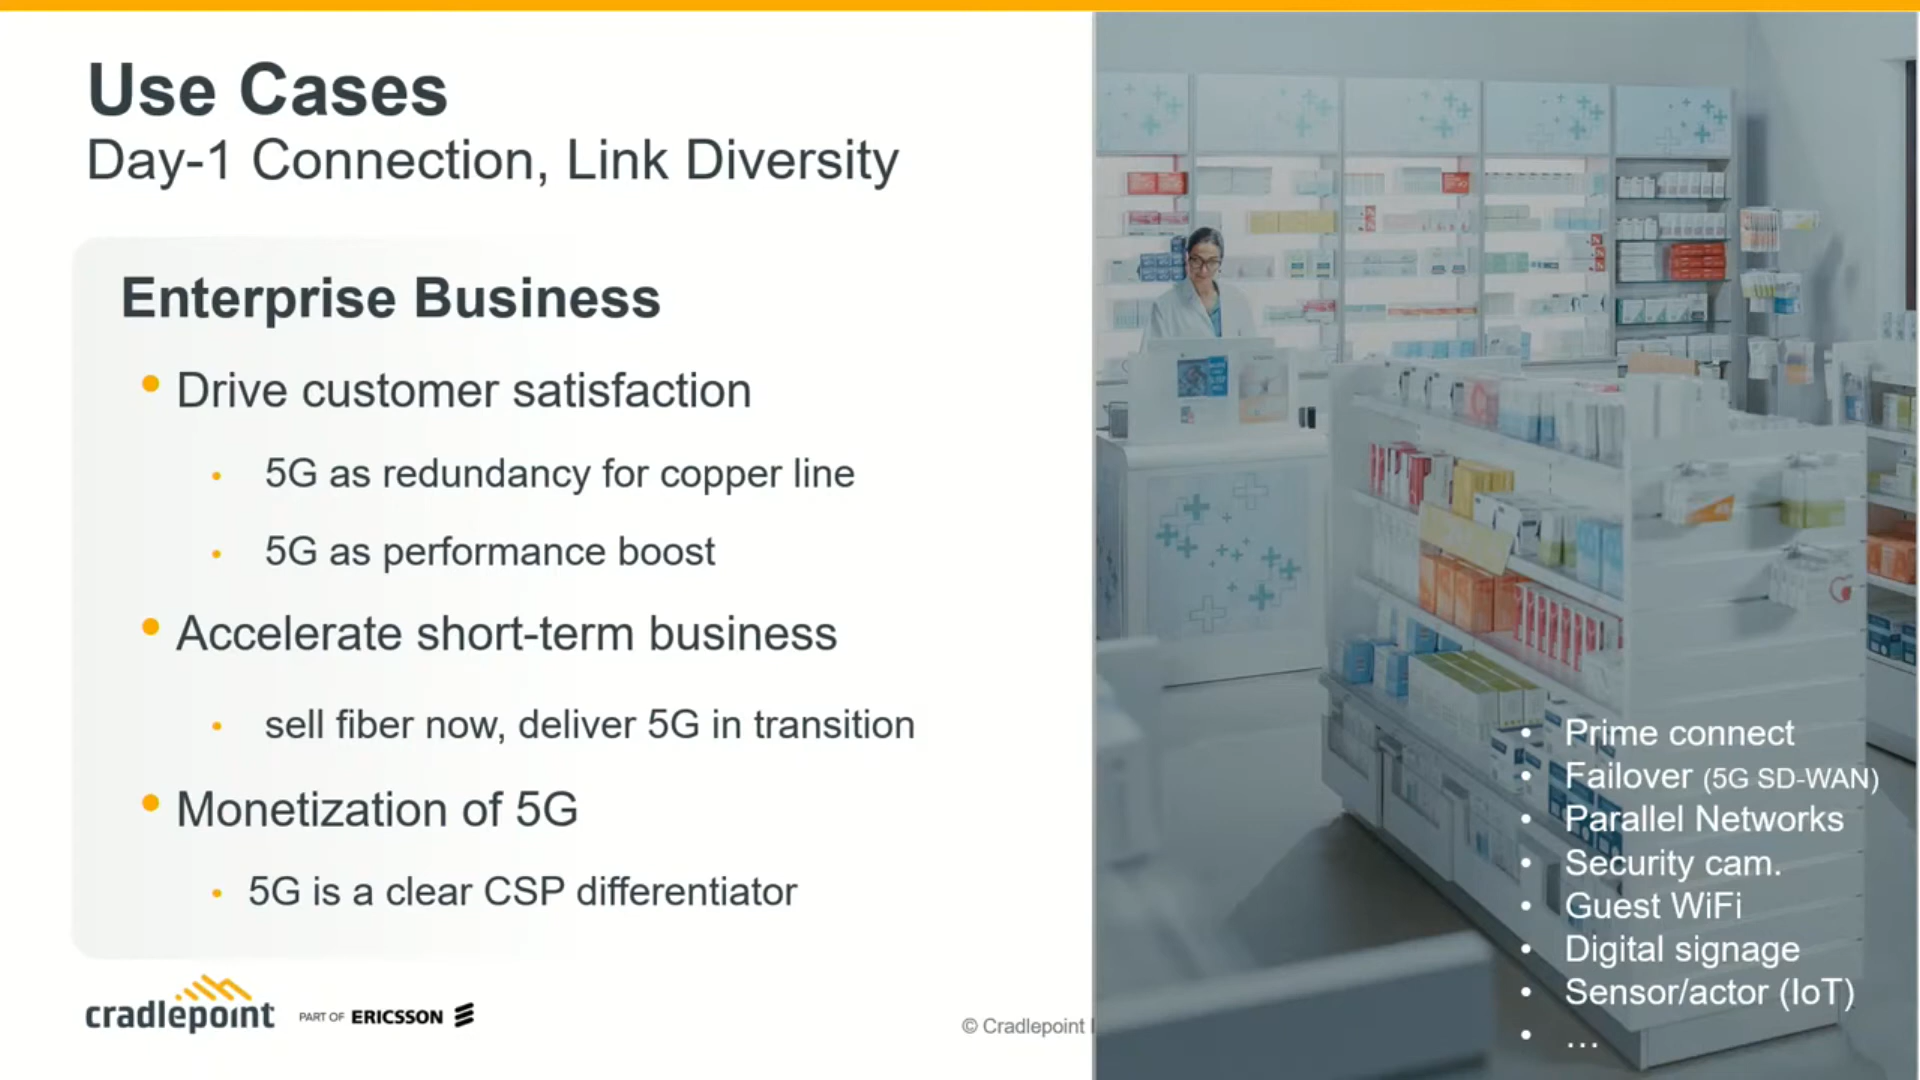 Use Cases
Day-1 Connection, Link Diversity
Enterprise Business
• Drive customer satisfaction
• 5G as redundancy for copper line
• 5G as performance boost
• Accelerate short-term business
• sell fiber now, deliver 5G in transition
• Monetization of 5G
• 5G is a clear CSP differentiator
cradlepoint PART OF ERICSSON
© Cradlepoint
• Prime connect
• Failover (5G SD-WAN)
• Parallel Networks
• Security cam.
• Guest WiFi
• Digital signage
• Sensor/actor (IoT)
• ...